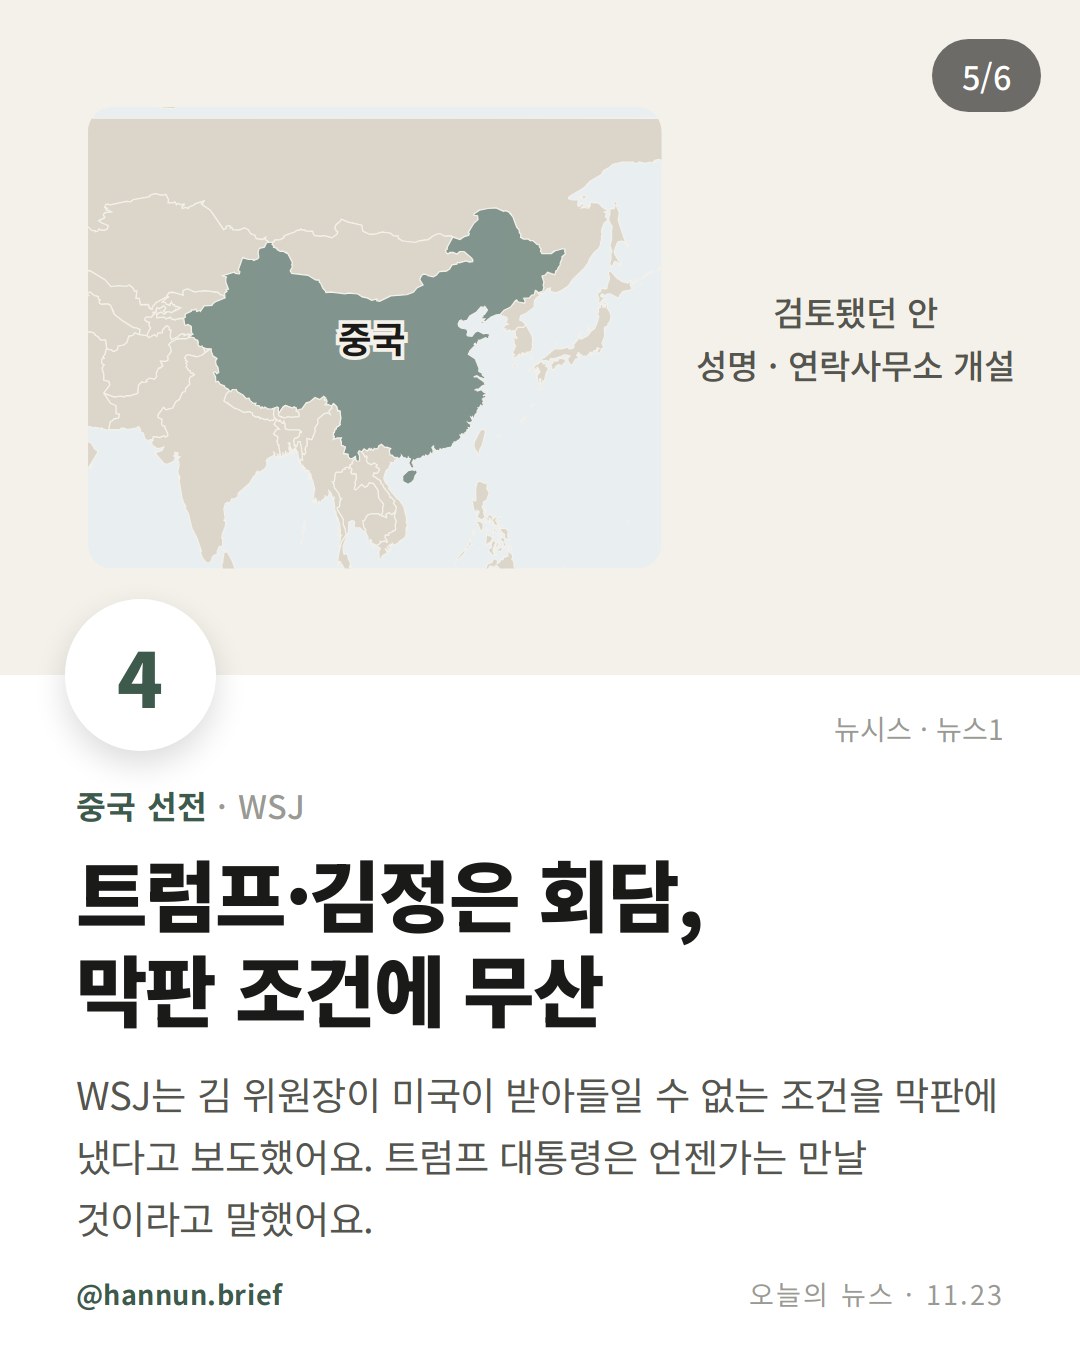 5/6
중국
검토됐던 안
성명 · 연락사무소 개설
4
뉴시스 · 뉴스1
중국 선전 · WSJ
트럼프·김정은 회담,
막판 조건에 무산
WSJ는 김 위원장이 미국이 받아들일 수 없는 조건을 막판에
냈다고 보도했어요. 트럼프 대통령은 언젠가는 만날
것이라고 말했어요.
@hannun.brief
오늘의 뉴스 · 11.23